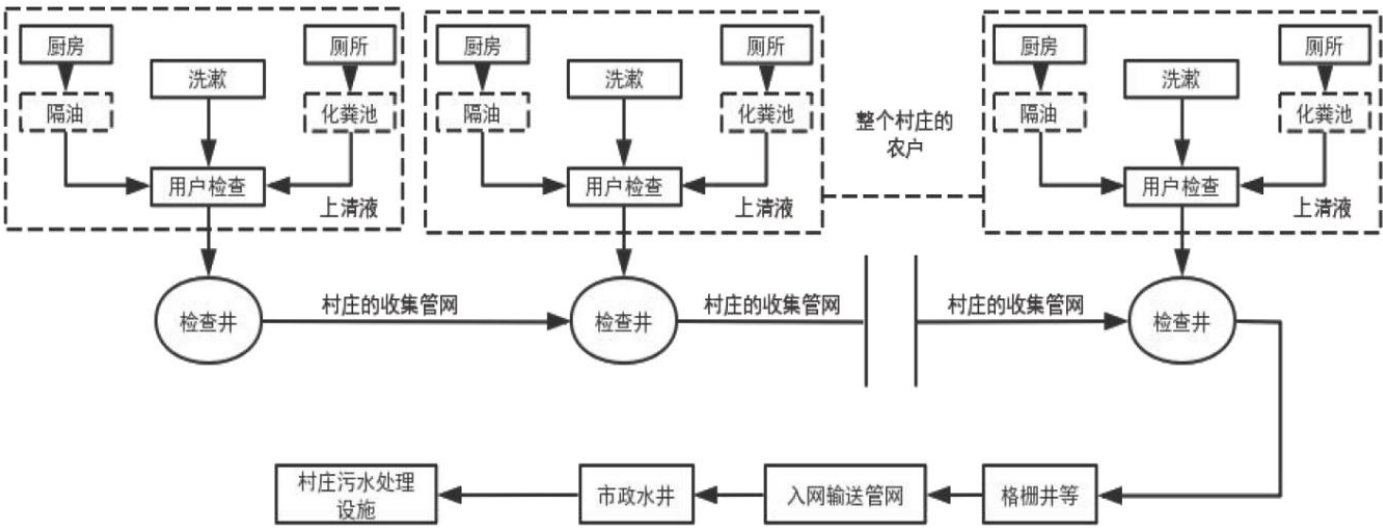 厨房
厕所
洗漱
隔油
化粪池
用户检查
上清液
厨房
厕所
洗漱
隔油
化粪池
用户检查
上清液
整个村庄的
农户
厨房
厕所
洗漱
隔油
化粪池
用户检查
上清液
检查井
村庄的收集管网
检查井
村庄的收集管网
村庄的收集管网
检查井
村庄污水处理
设施
市政水井
入网输送管网
格栅井等